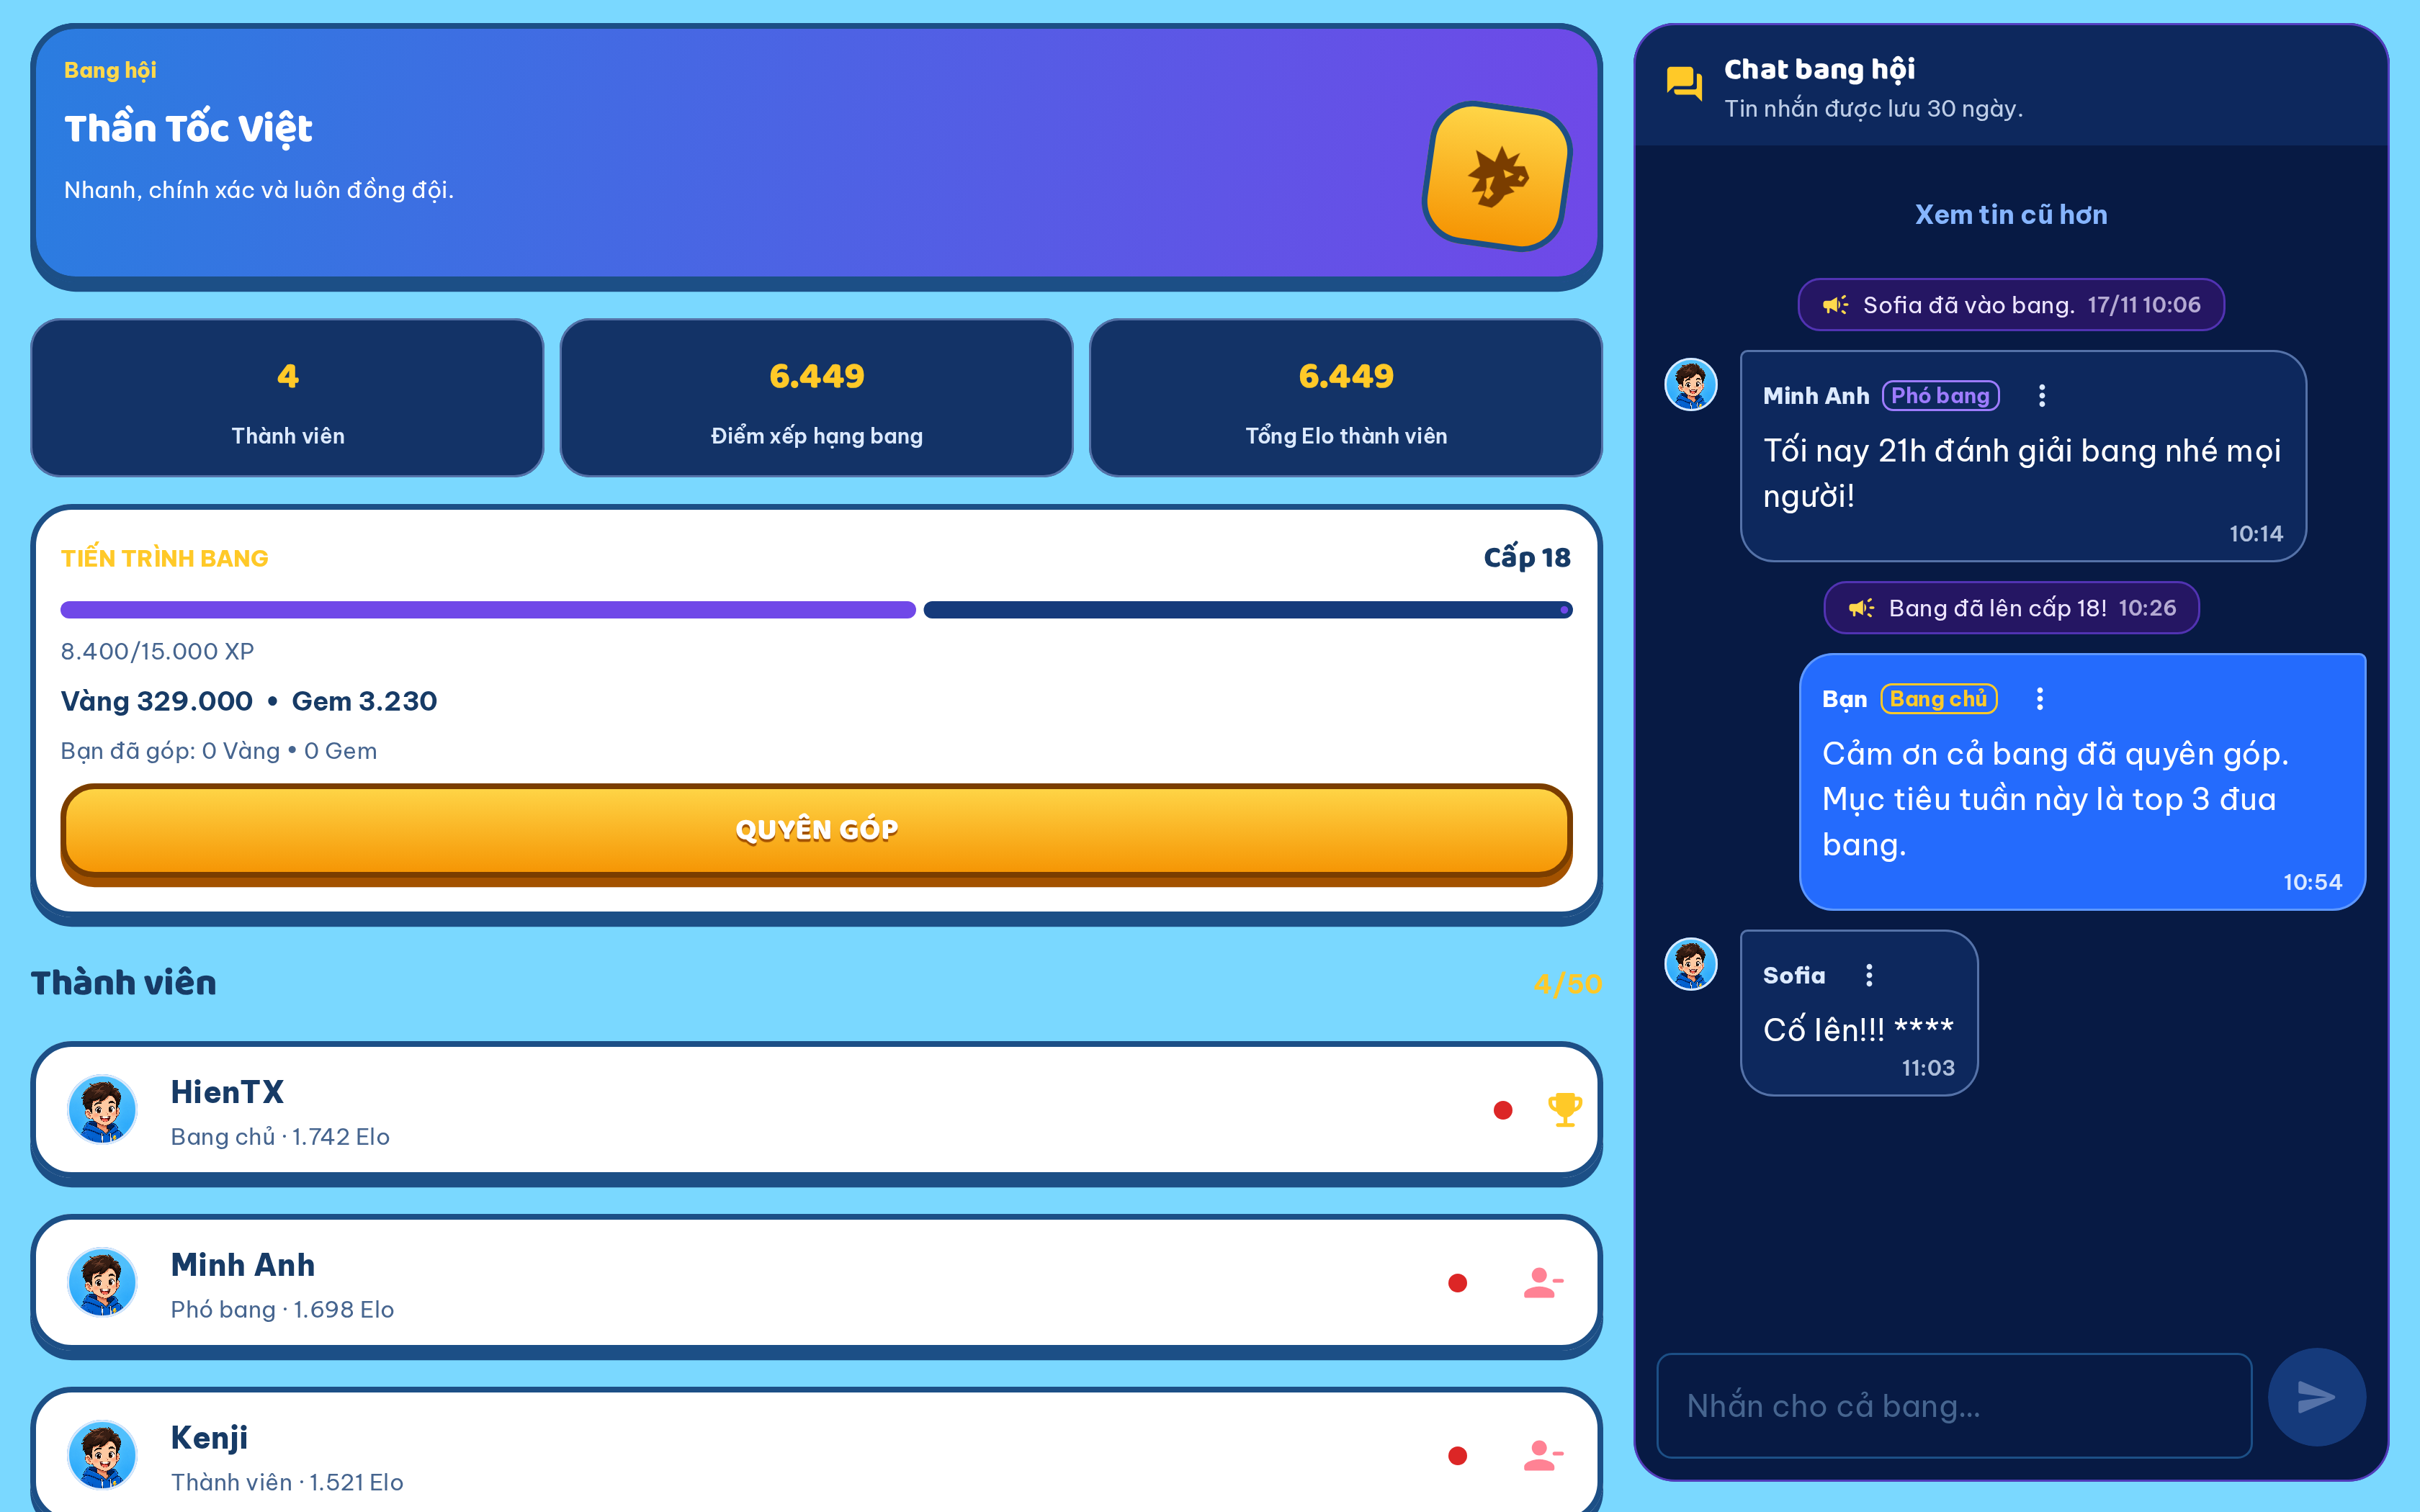 Bang hội
Thần Tốc Việt
Nhanh, chính xác và luôn đồng đội.
4
Thành viên
6.449
Điểm xếp hạng bang
6.449
Tổng Elo thành viên
TIẾN TRÌNH BANG
Cấp 18
8.400/15.000 XP
Vàng 329.000 • Gem 3.230
Bạn đã góp: 0 Vàng • 0 Gem
QUYÊN GÓP
Thành viên
4/50
HienTX
Bang chủ · 1.742 Elo
Minh Anh
Phó bang · 1.698 Elo
Kenji
Thành viên · 1.521 Elo
Chat bang hội
Tin nhắn được lưu 30 ngày.
Xem tin cũ hơn
Sofia đã vào bang. 17/11 10:06
Minh Anh Phó bang
Tối nay 21h đánh giải bang nhé mọi
người!
10:14
Bang đã lên cấp 18! 10:26
Bạn Bang chủ
Cảm ơn cả bang đã quyên góp.
Mục tiêu tuần này là top 3 đua
bang.
10:54
Sofia
Cố lên!!! ****
11:03
Nhắn cho cả bang...